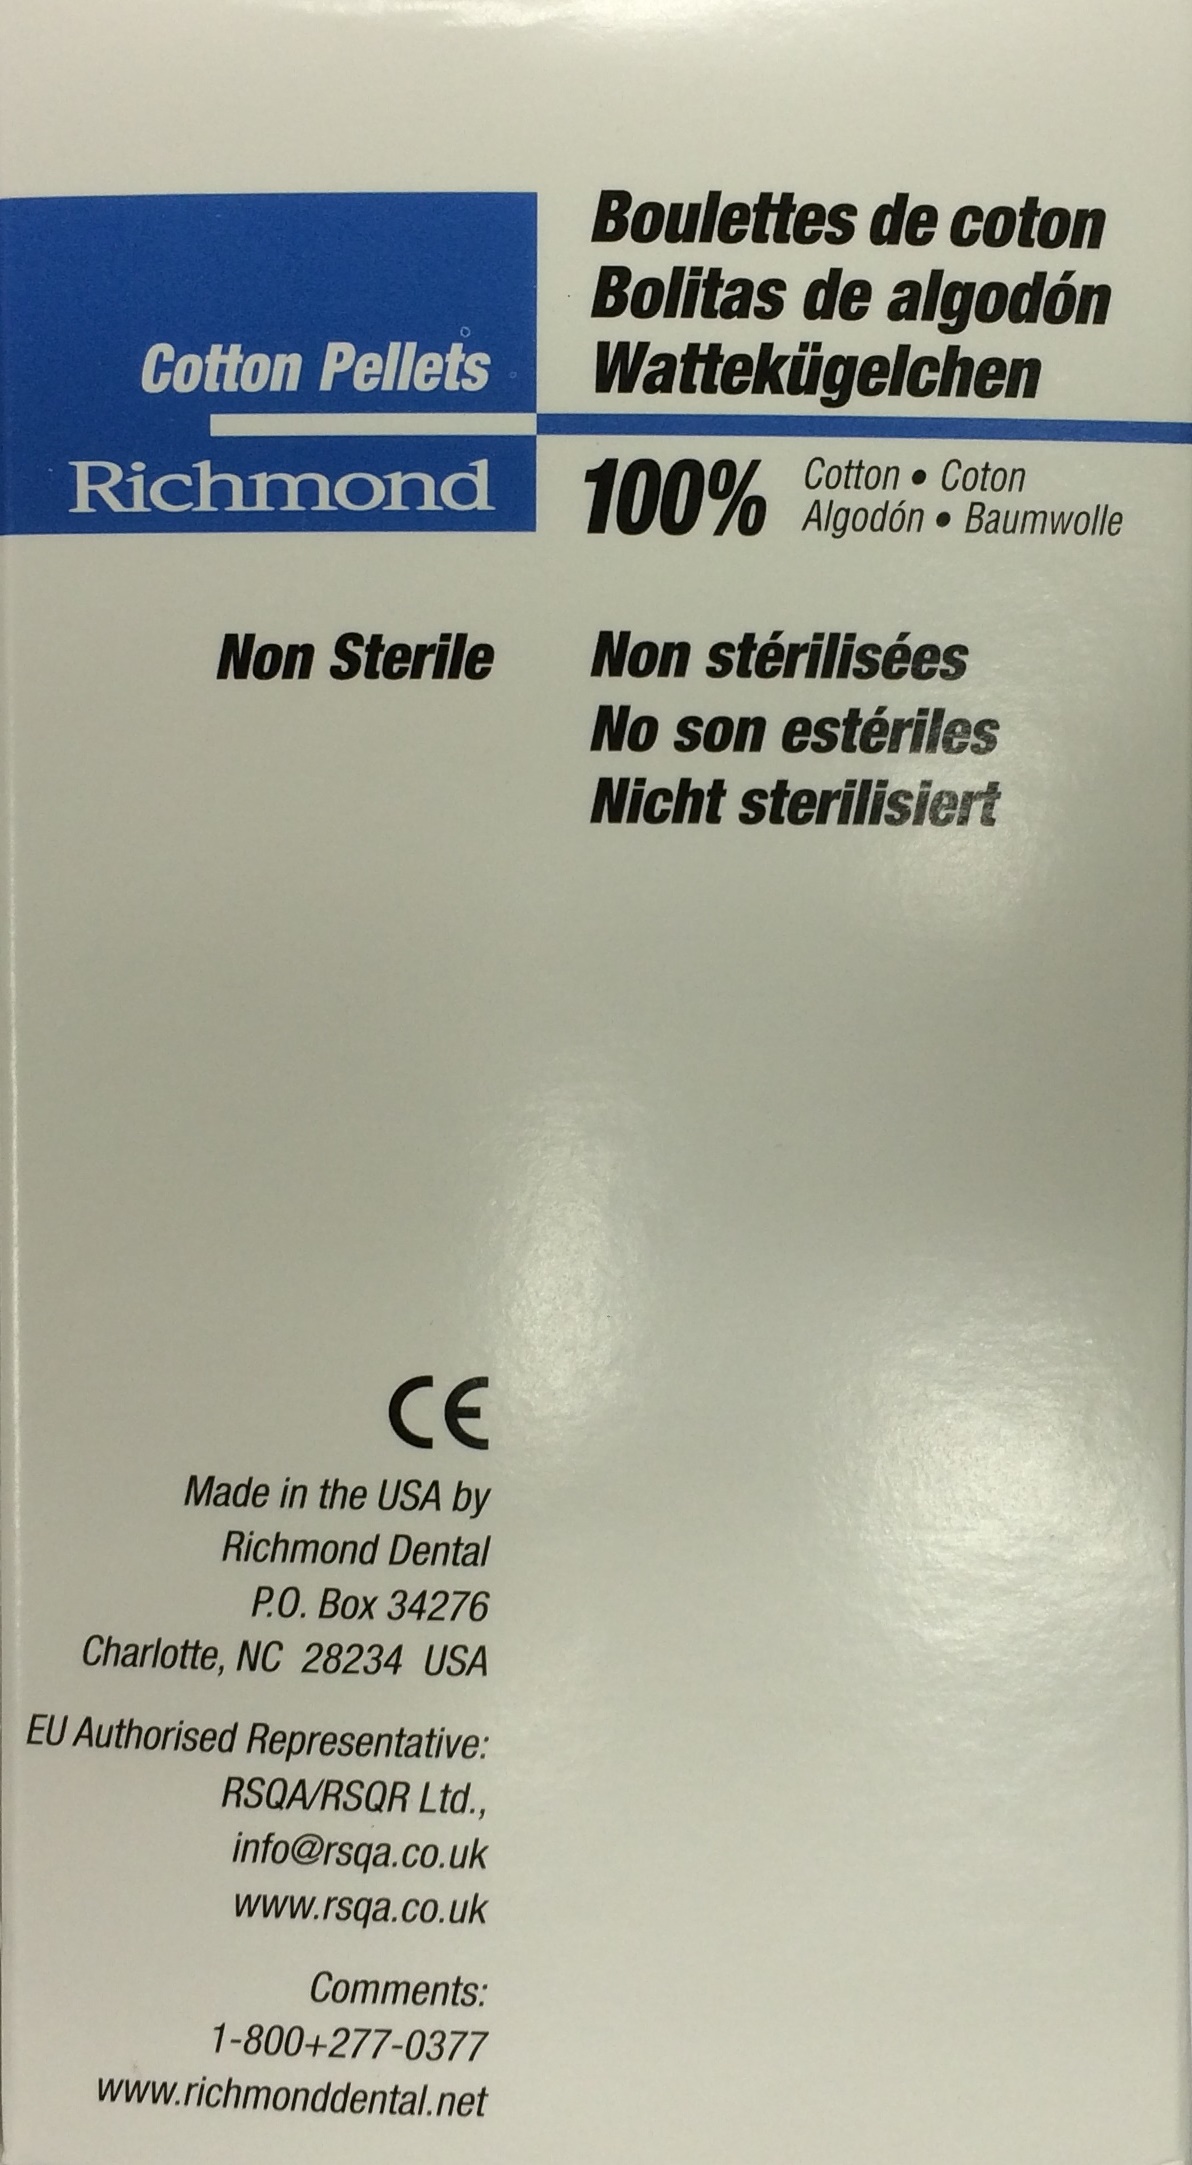 Cotton Pellets
Richmond
Boulettes de coton
Bolitas de algodón
Wattekügelchen
100% Cotton • Coton
Algodón • Baumwolle
Non Sterile
Non stérilisées
No son estériles
Nicht sterilisiert
CE
Made in the USA by
Richmond Dental
P.O. Box 34276
Charlotte, NC 28234 USA
EU Authorised Representative:
RSQA/RSQR Ltd.,
info@rsqa.co.uk
www.rsqa.co.uk
Comments:
1-800+277-0377
www.richmonddental.net